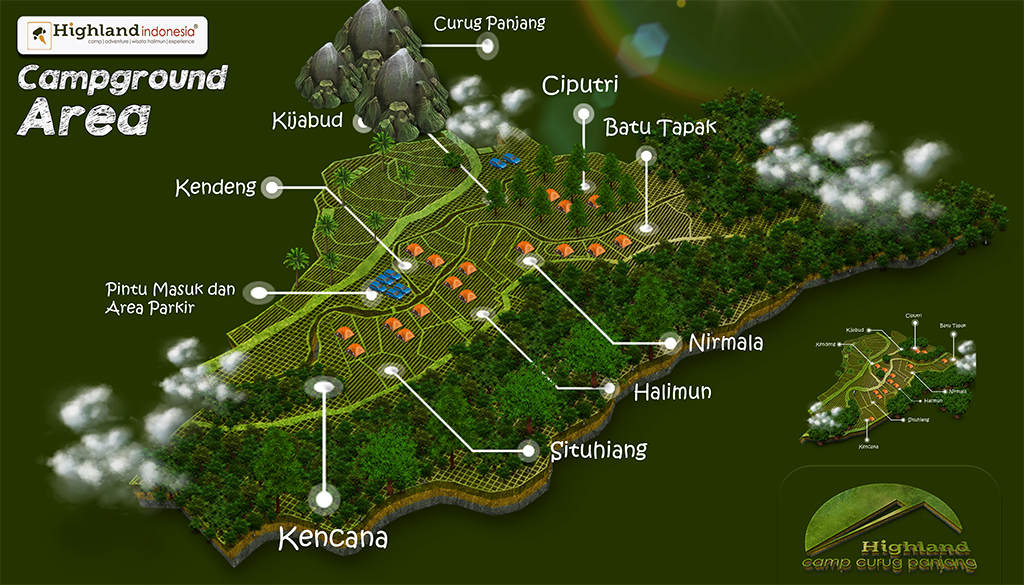 Highland indonesia®
camp | adventure | wisata halimun | experience
Campground
Area
Curug Panjang
Ciputri
Kijabud
Batu Tapak
Kendeng
Pintu Masuk dan
Area Parkir
Nirmala
Halimun
Situhiang
Kencana
Ciputri
Batu Tapak
Kijabud
Kendeng
Nirmala
Halimun
Situhiang
Kencana
Highland
camp curug panjang